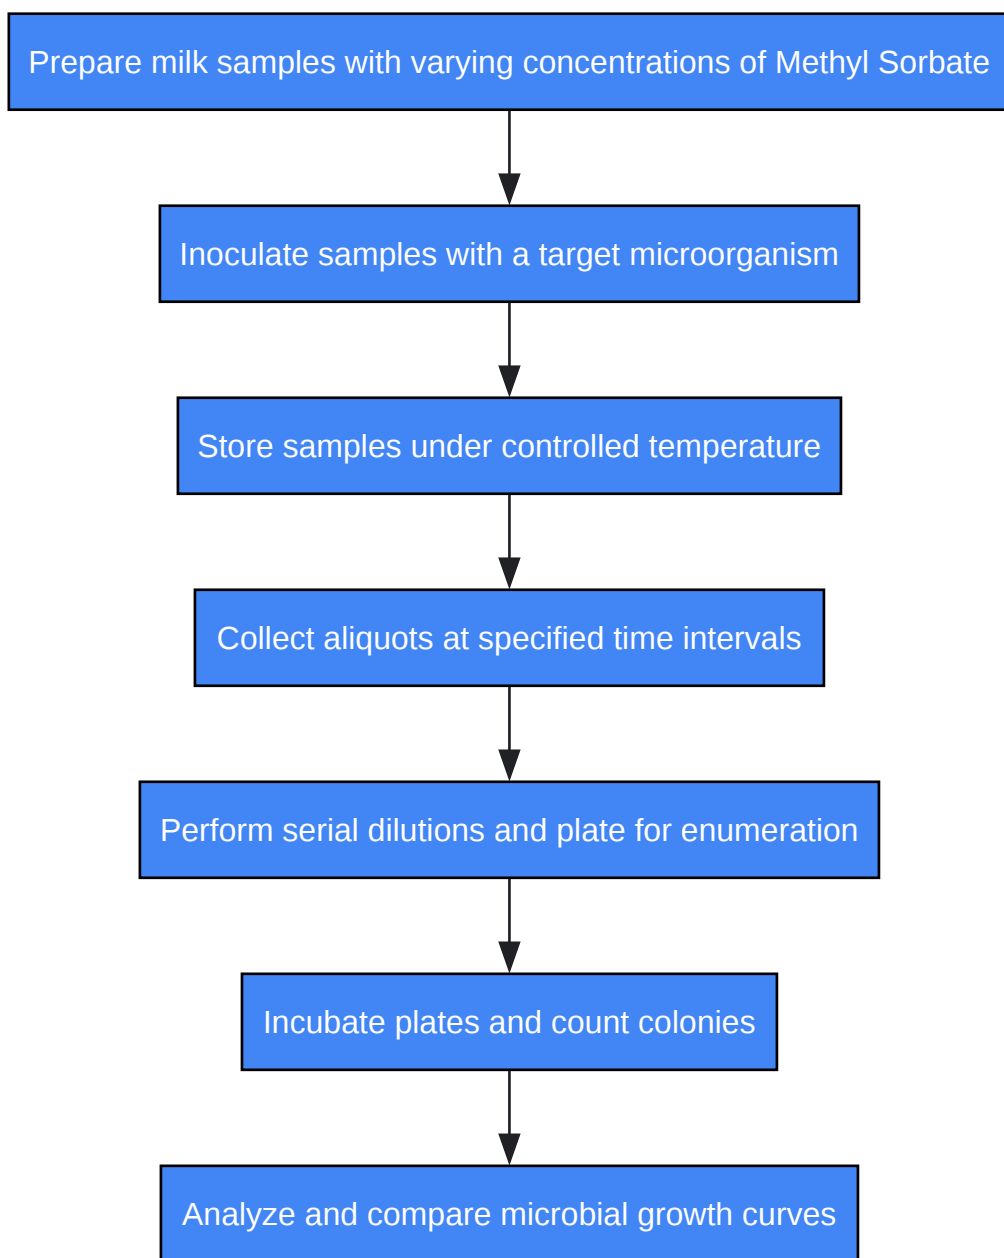 Prepare milk samples with varying concentrations of Methyl Sorbate
Inoculate samples with a target microorganism
Store samples under controlled temperature
Collect aliquots at specified time intervals
Perform serial dilutions and plate for enumeration
Incubate plates and count colonies
Analyze and compare microbial growth curves